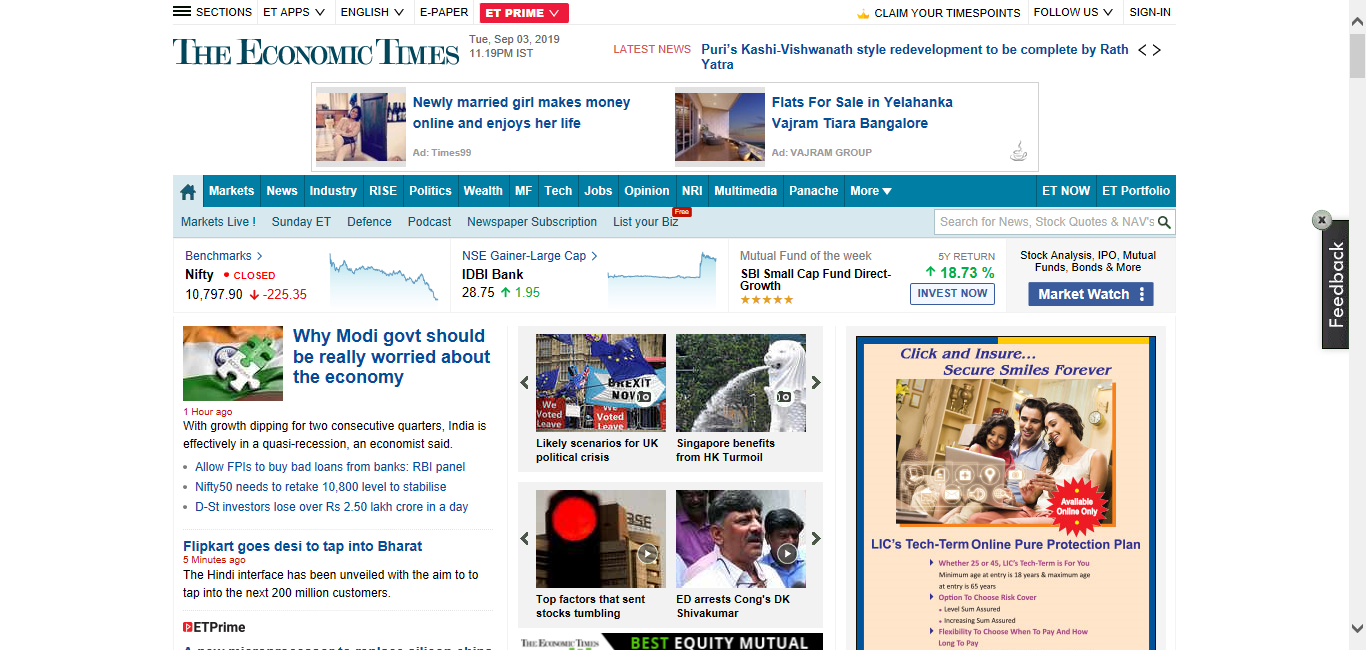 SECTIONS
ET APPS
ENGLISH
E-PAPER
ET PRIME
CLAIM YOUR TIMESPOINTS
FOLLOW US
SIGN-IN
THE ECONOMIC TIMES
Tue, Sep 03, 2019
11.19PM IST
LATEST NEWS
Puri's Kashi-Vishwanath style redevelopment to be complete by Rath
Yatra
Newly married girl makes money
online and enjoys her life
Ad: Times99
Flats For Sale in Yelahanka
Vajram Tiara Bangalore
Ad: VAJRAM GROUP
Markets
News
Industry
RISE
Politics
Wealth
MF
Tech
Jobs
Opinion
NRI
Multimedia
Panache
More
ET NOW
ET Portfolio
Markets Live !
Sunday ET
Defence
Podcast
Newspaper Subscription
List your Biz
Free
Search for News, Stock Quotes & NAV's
x
Feedback
Benchmarks
Nifty
CLOSED
10,797.90
-225.35
NSE Gainer-Large Cap
IDBI Bank
28.75
1.95
Mutual Fund of the week
SBI Small Cap Fund Direct-
Growth
★★★★★
5Y RETURN
18.73 %
INVEST NOW
Stock Analysis, IPO, Mutual
Funds, Bonds & More
Market Watch
Why Modi govt should
be really worried about
the economy
1 Hour ago
With growth dipping for two consecutive quarters, India is
effectively in a quasi-recession, an economist said.
Allow FPIs to buy bad loans from banks: RBI panel
Nifty50 needs to retake 10,800 level to stabilise
D-St investors lose over Rs 2.50 lakh crore in a day
Flipkart goes desi to tap into Bharat
5 Minutes ago
The Hindi interface has been unveiled with the aim to to
tap into the next 200 million customers.
ETPrime
BREXIT
NOW
We
Voted
Leave
We
Voted
Leave
Likely scenarios for UK
political crisis
Singapore benefits
from HK Turmoil
BSE
Top factors that sent
stocks tumbling
ED arrests Cong's DK
Shivakumar
THE ECONOMIC TIMES
BEST EQUITY MUTUAL
Click and Insure...
Secure Smiles Forever
Available
Online Only
LIC's Tech-Term Online Pure Protection Plan
Whether 25 or 45, LIC's Tech-Term is For You
Minimum age at entry is 18 years & maximum age
at entry is 65 years
Option To Choose Risk Cover
• Level Sum Assured
• Increasing Sum Assured
Flexibility To Choose When To Pay And How
Long To Pay